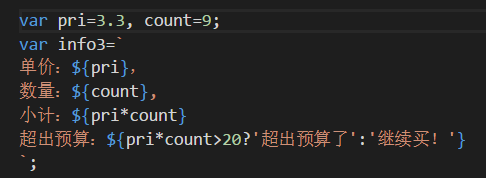 var pri=3.3, count=9;
var info3=`
单价：${pri}，
数量：${count},
小计：${pri*count}
超出预算：${pri*count>20?'超出预算了':'继续买！'}
`;